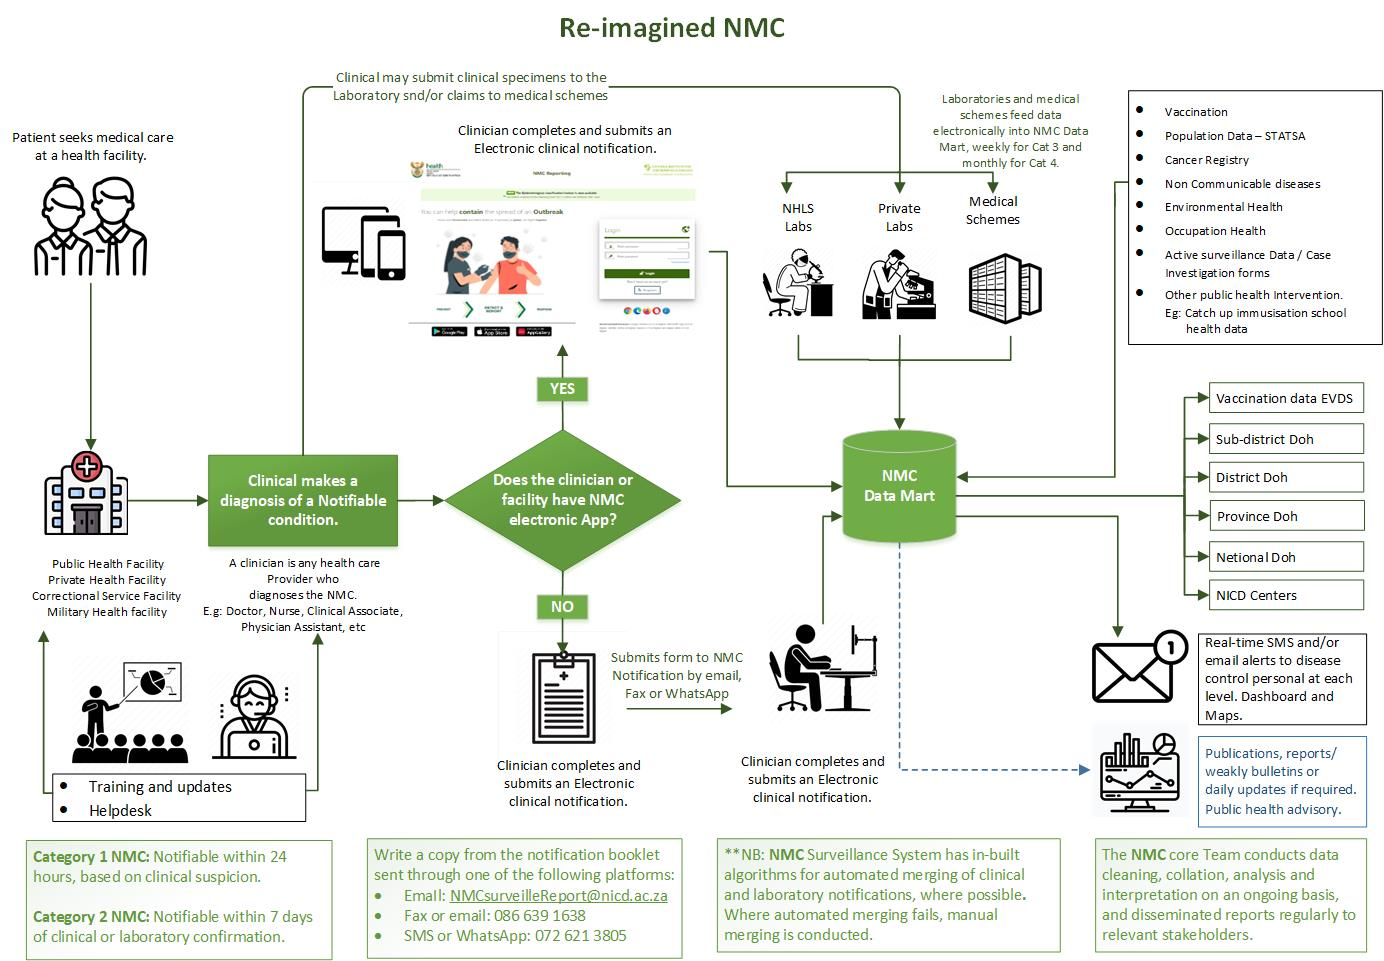 Re-imagined NMC
Clinical may submit clinical specimens to the
Laboratory snd/or claims to medical schemes
Patient seeks medical care
at a health facility.
Clinician completes and submits an
Electronic clinical notification.
health
NMC Reporting
You can help contain the spread of an Outbreak
Login
Login
Google Play
App Store
AppGallery
Laboratories and medical
schemes feed data
electronically into NMC Data
Mart, weekly for Cat 3 and
monthly for Cat 4.
NHLS
Labs
Private
Labs
Medical
Schemes
Vaccination
Population Data – STATSA
Cancer Registry
Non Communicable diseases
Environmental Health
Occupation Health
Active surveillance Data / Case
Investigation forms
Other public health Intervention.
Eg: Catch up immusisation school
health data
YES
Clinical makes a
diagnosis of a Notifiable
condition.
Does the clinician or
facility have NMC
electronic App?
NMC
Data Mart
Vaccination data EVDS
Sub-district Doh
District Doh
Province Doh
Netional Doh
NICD Centers
Public Health Facility
Private Health Facility
Correctional Service Facility
Military Health facility
A clinician is any health care
Provider who
diagnoses the NMC.
E.g: Doctor, Nurse, Clinical Associate,
Physician Assistant, etc
NO
Submits form to NMC
Notification by email,
Fax or WhatsApp
1
Real-time SMS and/or
email alerts to disease
control personal at each
level. Dashboard and
Maps.
Clinician completes and
submits an Electronic
clinical notification.
Clinician completes and
submits an Electronic
clinical notification.
Publications, reports/
weekly bulletins or
daily updates if required.
Public health advisory.
Training and updates
Helpdesk
Category 1 NMC: Notifiable within 24
hours, based on clinical suspicion.
Category 2 NMC: Notifiable within 7 days
of clinical or laboratory confirmation.
Write a copy from the notification booklet
sent through one of the following platforms:
Email: NMCsurveilleReport@nicd.ac.za
Fax or email: 086 639 1638
SMS or WhatsApp: 072 621 3805
**NB: NMC Surveillance System has in-built
algorithms for automated merging of clinical
and laboratory notifications, where possible.
Where automated merging fails, manual
merging is conducted.
The NMC core Team conducts data
cleaning, collation, analysis and
interpretation on an ongoing basis,
and disseminated reports regularly to
relevant stakeholders.